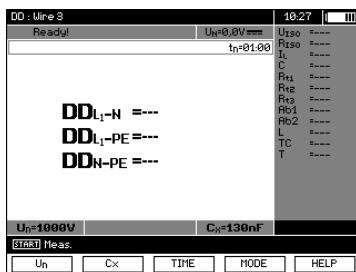 DD : Wire 3 10:27
Ready! UN=0,0V
tn=01:00
DDL1-N =---
DDL1-PE =---
DDN-PE =---
UISO =---
RISO =---
IL =---
C =---
Rt1 =---
Rt2 =---
Rt3 =---
Ab1 =---
Ab2 =---
L =---
TC =---
T =---
Un=1000V CX=130nF
START Meas.
Un CX TIME MODE HELP